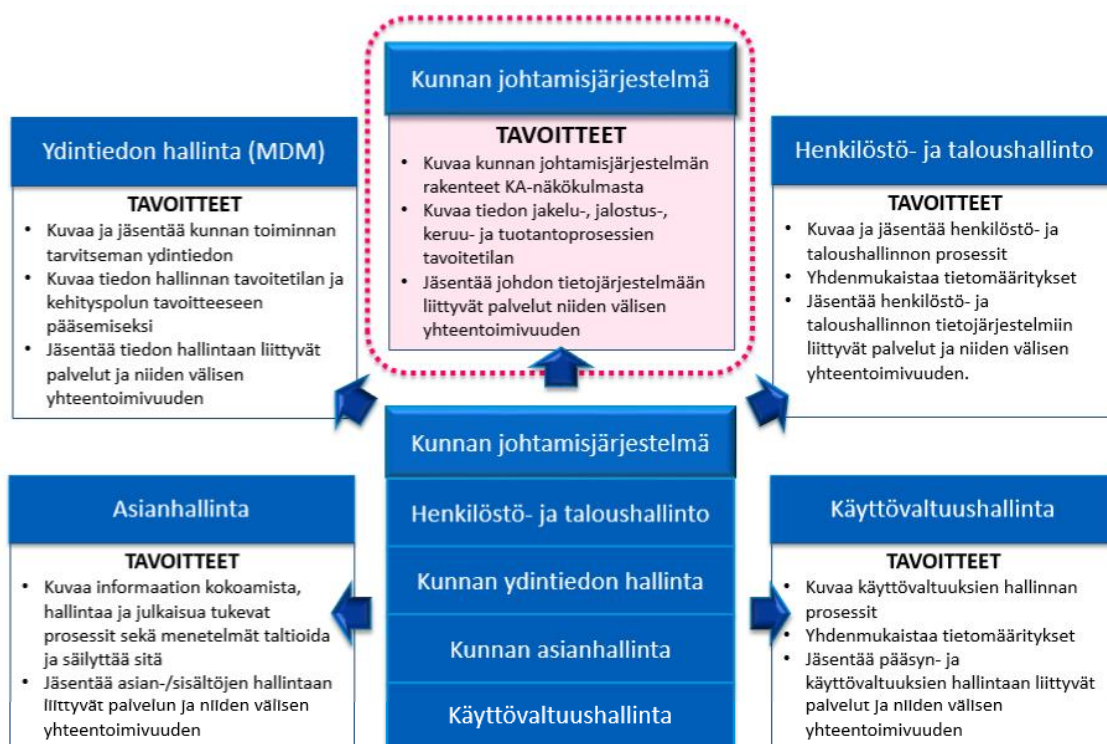 Kunnan johtamisjärjestelmä
TAVOITTEET
• Kuvaa kunnan johtamisjärjestelmän
rakenteet KA-näkökulmasta
• Kuvaa tiedon jakelu-, jalostus-,
keruu- ja tuotantoprosessien
tavoitetilan
• Jäsentää johdon tietojärjestelmään
liittyvät palvelut niiden välisen
yhteentoimivuuden
Ydintiedon hallinta (MDM)
TAVOITTEET
• Kuvaa ja jäsentää kunnan toiminnan
tarvitseman ydintiedon
• Kuvaa tiedon hallinnan tavoitetilan ja
kehityspolun tavoitteeseen
pääsemiseksi
• Jäsentää tiedon hallintaan liittyvät
palvelut ja niiden välisen
yhteentoimivuuden
Henkilöstö- ja taloushallinto
TAVOITTEET
• Kuvaa ja jäsentää henkilöstö- ja
taloushallinnon prosessit
• Yhdenmukaistaa tietomääritykset
• Jäsentää henkilöstö- ja
taloushallinnon tietojärjestelmiin
liittyvät palvelut ja niiden välisen
yhteentoimivuuden.
Kunnan johtamisjärjestelmä
Henkilöstö- ja taloushallinto
Kunnan ydintiedon hallinta
Kunnan asianhallinta
Käyttövaltuushallinta
Asianhallinta
TAVOITTEET
• Kuvaa informaation kokoamista,
hallintaa ja julkaisua tukevat
prosessit sekä menetelmät taltioida
ja säilyttää sitä
• Jäsentää asian-/sisältöjen hallintaan
liittyvät palvelun ja niiden välisen
yhteentoimivuuden
Käyttövaltuushallinta
TAVOITTEET
• Kuvaa käyttövaltuuksien hallinnan
prosessit
• Yhdenmukaistaa tietomääritykset
• Jäsentää pääsyn- ja
käyttövaltuuksien hallintaan liittyvät
palvelut ja niiden välisen
yhteentoimivuuden